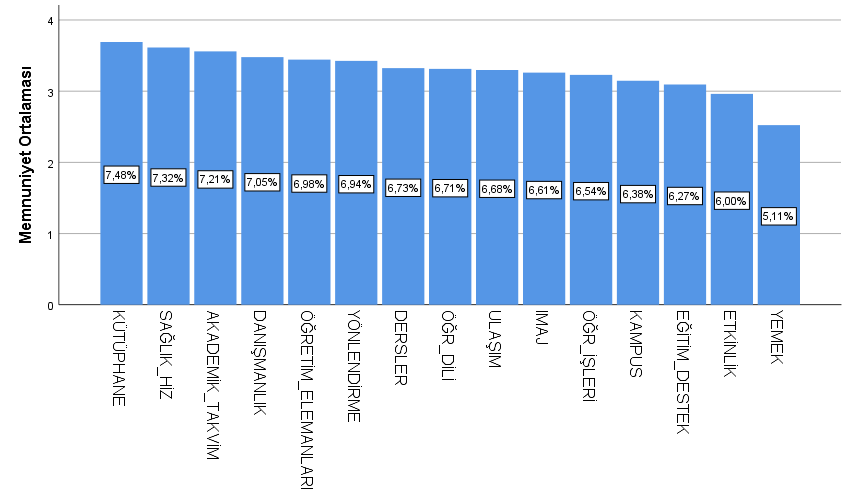 Memnuniyet Ortalaması
4
3
2
1
0
7,48%
7,32%
7,21%
7,05%
6,98%
6,94%
6,73%
6,71%
6,68%
6,61%
6,54%
6,38%
6,27%
6,00%
5,11%
KÜTÜPHANE
SAĞLIK_HİZ
AKADEMİK_TAKVİM
DANIŞMANLIK
ÖĞRETİM_ELEMANLARI
YÖNLENDİRME
DERSLER
ÖĞR_DİLİ
ULAŞIM
IMAJ
ÖĞR_İŞLERİ
KAMPUS
EĞİTİM_DESTEK
ETKİNLİK
YEMEK